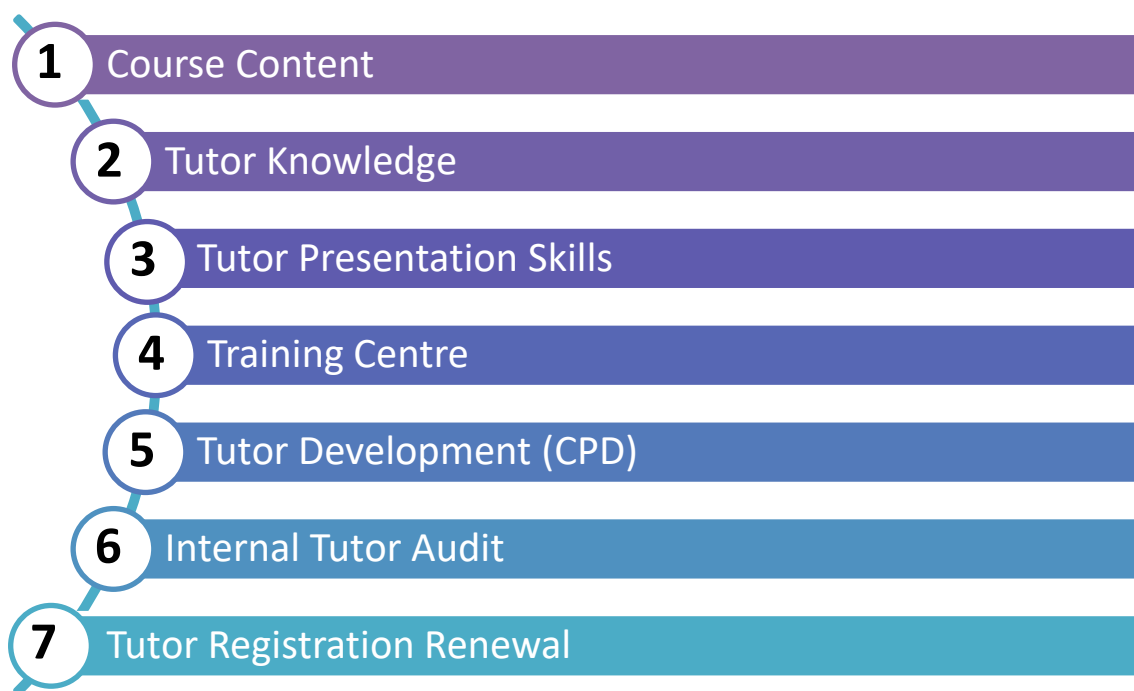 1 Course Content
2 Tutor Knowledge
3 Tutor Presentation Skills
4 Training Centre
5 Tutor Development (CPD)
6 Internal Tutor Audit
7 Tutor Registration Renewal